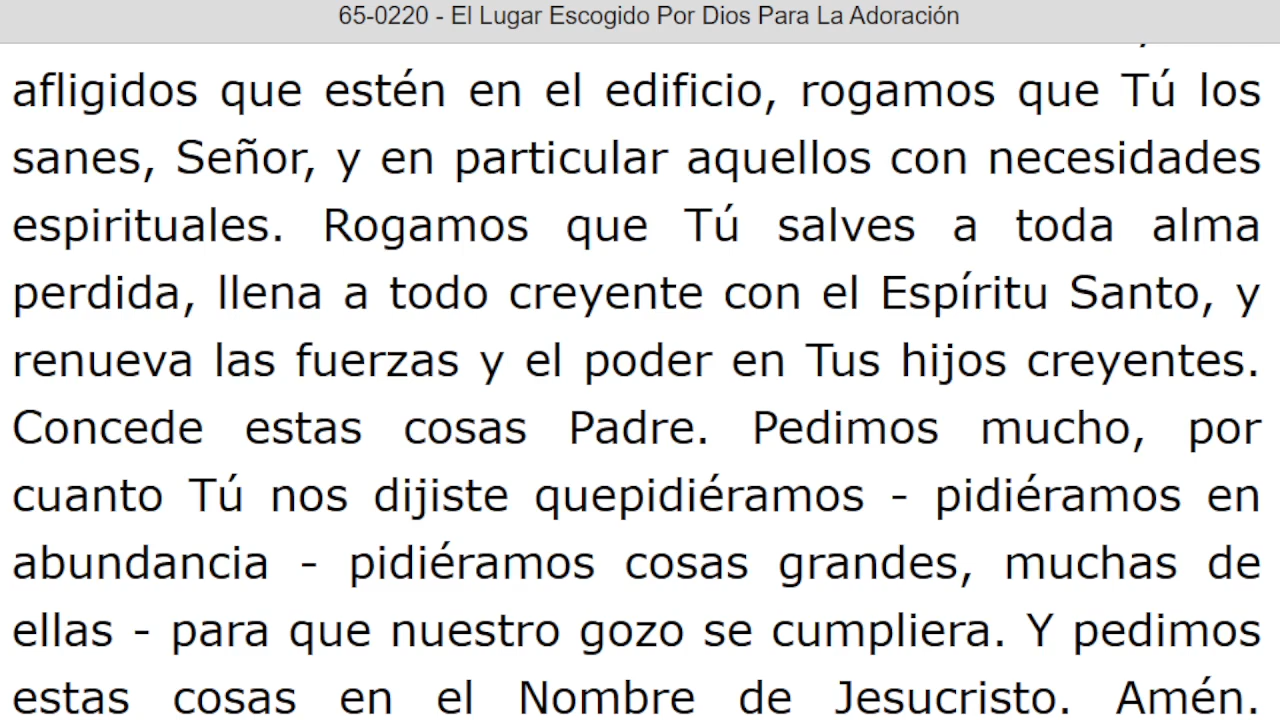 65-0220 - El Lugar Escogido Por Dios Para La Adoración
afligidos que estén en el edificio, rogamos que Tú los
sanes, Señor, y en particular aquellos con necesidades
espirituales. Rogamos que Tú salves a toda alma
perdida, llena a todo creyente con el Espíritu Santo, y
renueva las fuerzas y el poder en Tus hijos creyentes.
Concede estas cosas Padre. Pedimos mucho, por
cuanto Tú nos dijiste quepidiéramos - pidiéramos en
abundancia - pidiéramos cosas grandes, muchas de
ellas - para que nuestro gozo se cumpliera. Y pedimos
estas cosas en el Nombre de Jesucristo. Amén.